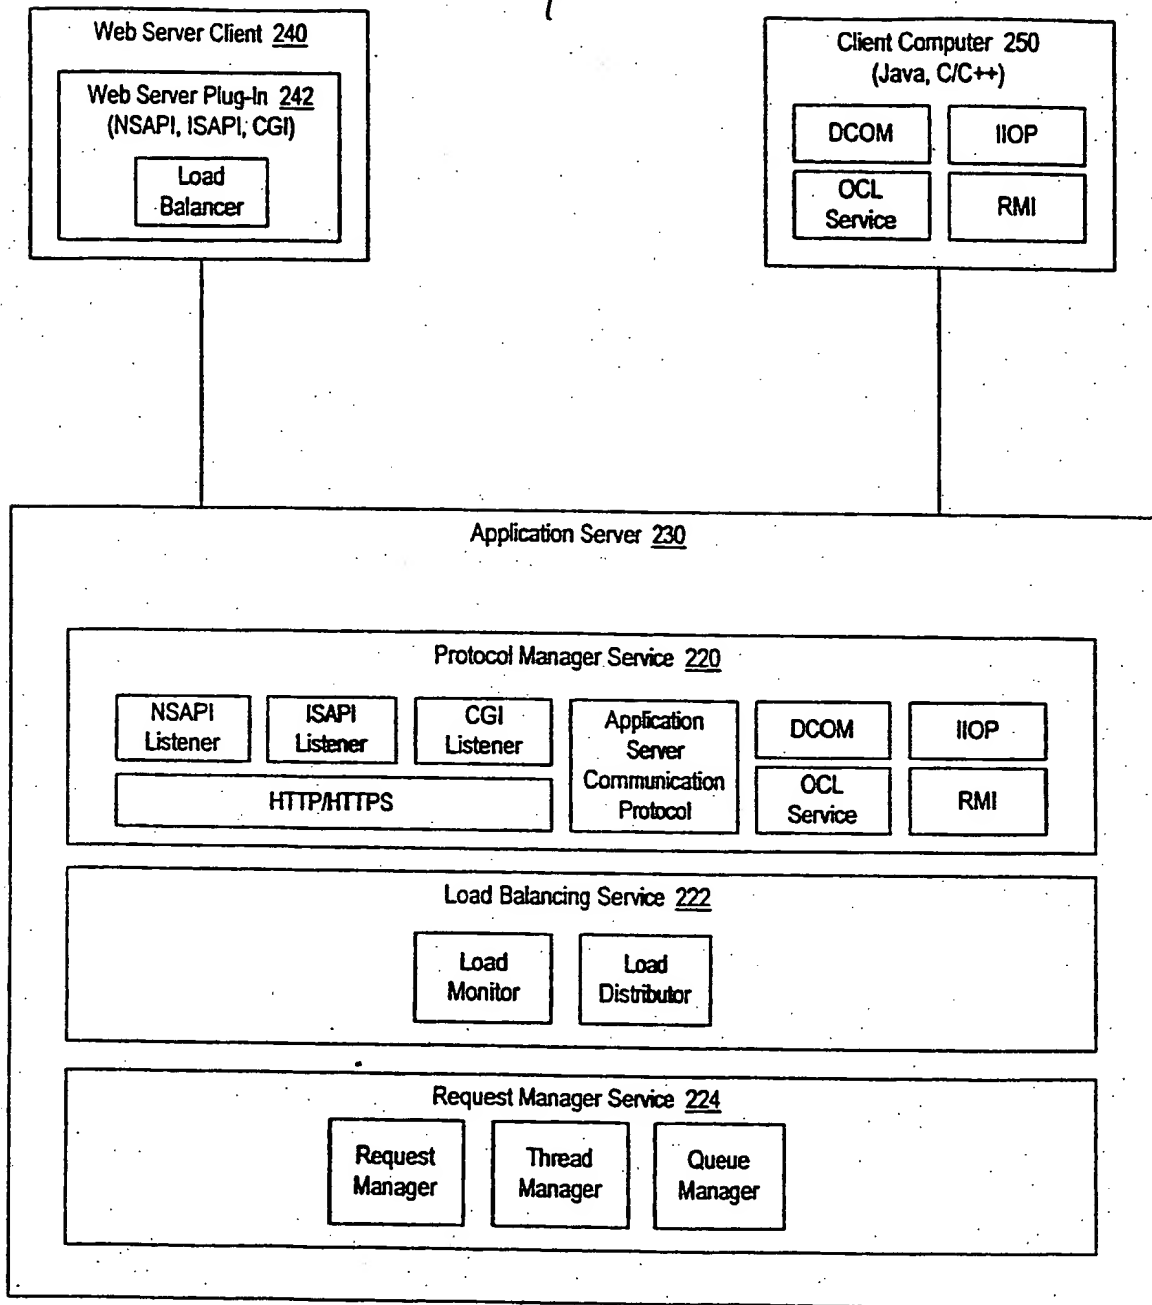 Web Server Client 240
Web Server Plug-In 242
(NSAPI, ISAPI, CGI)
Load
Balancer
Client Computer 250
(Java, C/C++)
DCOM
IIOP
OCL
Service
RMI
Application Server 230
Protocol Manager Service 220
NSAPI
Listener
ISAPI
Listener
CGI
Listener
HTTP/HTTPS
Application
Server
Communication
Protocol
DCOM
IIOP
OCL
Service
RMI
Load Balancing Service 222
Load
Monitor
Load
Distributor
Request Manager Service 224
Request
Manager
Thread
Manager
Queue
Manager